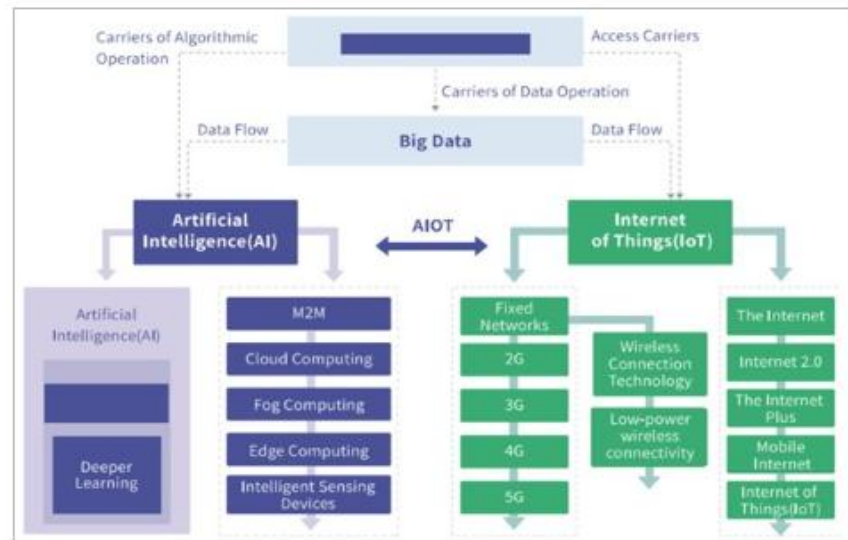 Carriers of Algorithmic
Operation
Access Carriers
Carriers of Data Operation
Data Flow
Big Data
Data Flow
Artificial
Intelligence(AI)
AIOT
Internet
of Things(IoT)
Artificial
Intelligence(AI)
Deeper
Learning
M2M
Cloud Computing
Fog Computing
Edge Computing
Intelligent Sensing
Devices
Fixed
Networks
2G
3G
4G
5G
Wireless
Connection
Technology
Low-power
wireless
connectivity
The Internet
Internet 2.0
The Internet
Plus
Mobile
Internet
Internet of
Things(IoT)